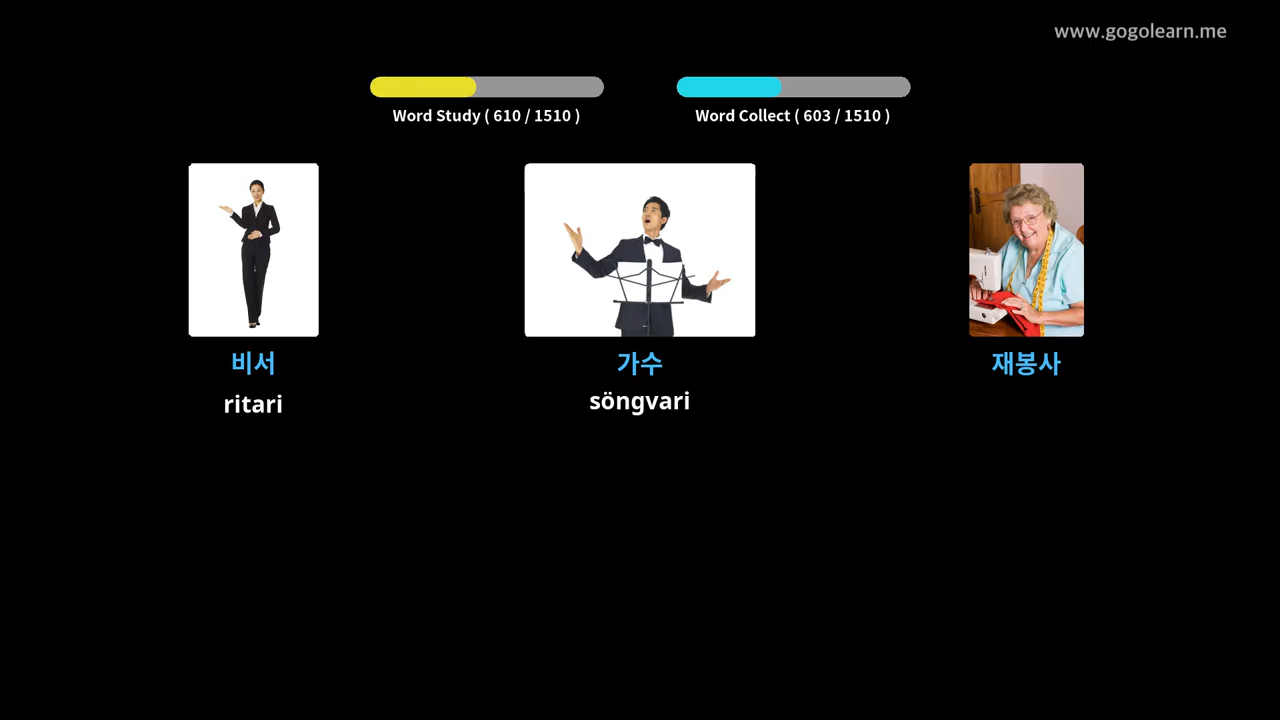 www.gogolearn.me
Word Study ( 610 / 1510 )
Word Collect ( 603 / 1510 )
비서
가수
재봉사
ritari
söngvari